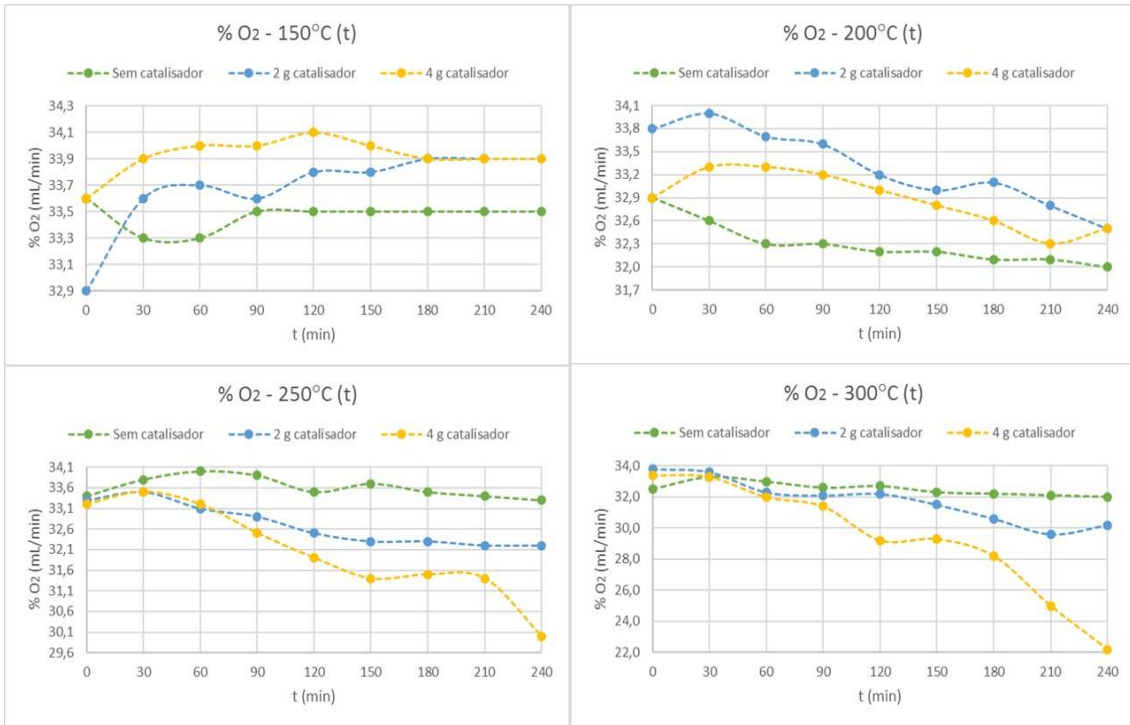 % O2 - 150°C (t)
Sem catalisador 2 g catalisador 4 g catalisador
34,3
34,1
33,9
33,7
33,5
33,3
33,1
32,9
% O2 (mL/min)
0 30 60 90 120 150 180 210 240
t (min)
% O2 - 200°C (t)
Sem catalisador 2 g catalisador 4 g catalisador
34,1
33,8
33,5
33,2
32,9
32,6
32,3
32,0
31,7
% O2 (mL/min)
0 30 60 90 120 150 180 210 240
t (min)
% O2 - 250°C (t)
Sem catalisador 2 g catalisador 4 g catalisador
34,1
33,6
33,1
32,6
32,1
31,6
31,1
30,6
30,1
29,6
% O2 (mL/min)
0 30 60 90 120 150 180 210 240
t (min)
% O2 - 300°C (t)
Sem catalisador 2 g catalisador 4 g catalisador
34,0
32,0
30,0
28,0
26,0
24,0
22,0
% O2 (mL/min)
0 30 60 90 120 150 180 210 240
t (min)